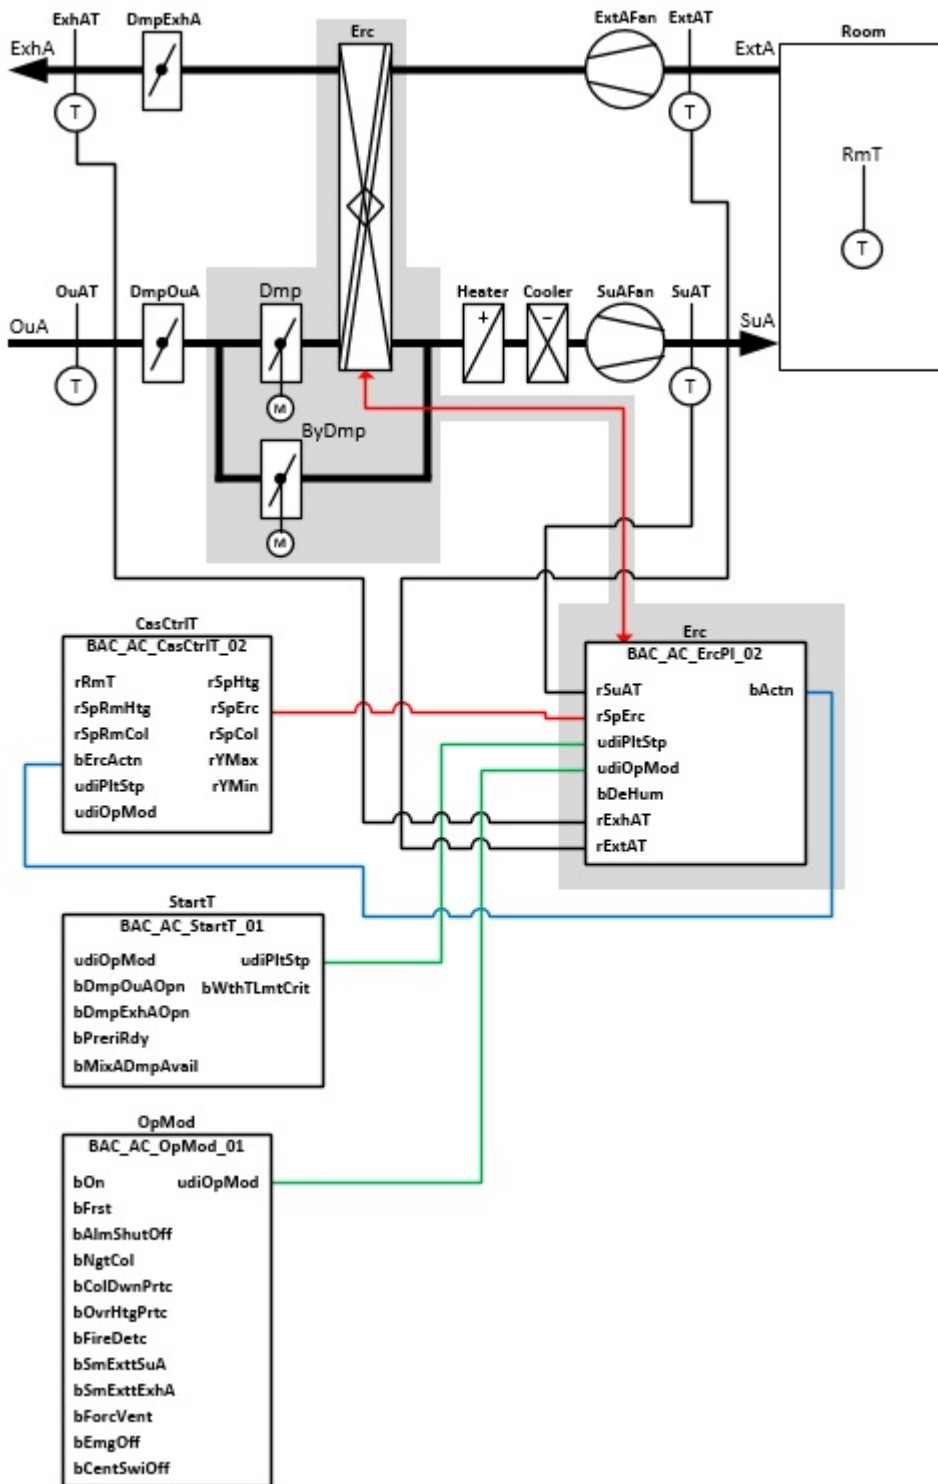 ExhAT DmpExhA Erc ExtAFan ExtAT Room
ExhA ExtA
T T
RmT
T
OuAT DmpOuA Dmp Heater Cooler SuAFan SuAT
OuA + − SuA
T T
M
ByDmp
M
CasCtrlT
BAC_AC_CasCtrlT_02
rRmT rSpHtg
rSpRmHtg rSpErc
rSpRmCol rSpCol
bErcActn rYMax
udiPltStp rYMin
udiOpMod
Erc
BAC_AC_ErcPl_02
rSuAT bActn
rSpErc
udiPltStp
udiOpMod
bDeHum
rExhAT
rExtAT
StartT
BAC_AC_StartT_01
udiOpMod udiPltStp
bDmpOuAOpn bWthTLmtCrit
bDmpExhAOpn
bPreriRdy
bMixADmpAvail
OpMod
BAC_AC_OpMod_01
bOn udiOpMod
bFrst
bAlmShutOff
bNgtCol
bColDwnPrtc
bOvrHtgPrtc
bFireDetc
bSmExttSuA
bSmExttExhA
bForcVent
bEmgOff
bCentSwiOff